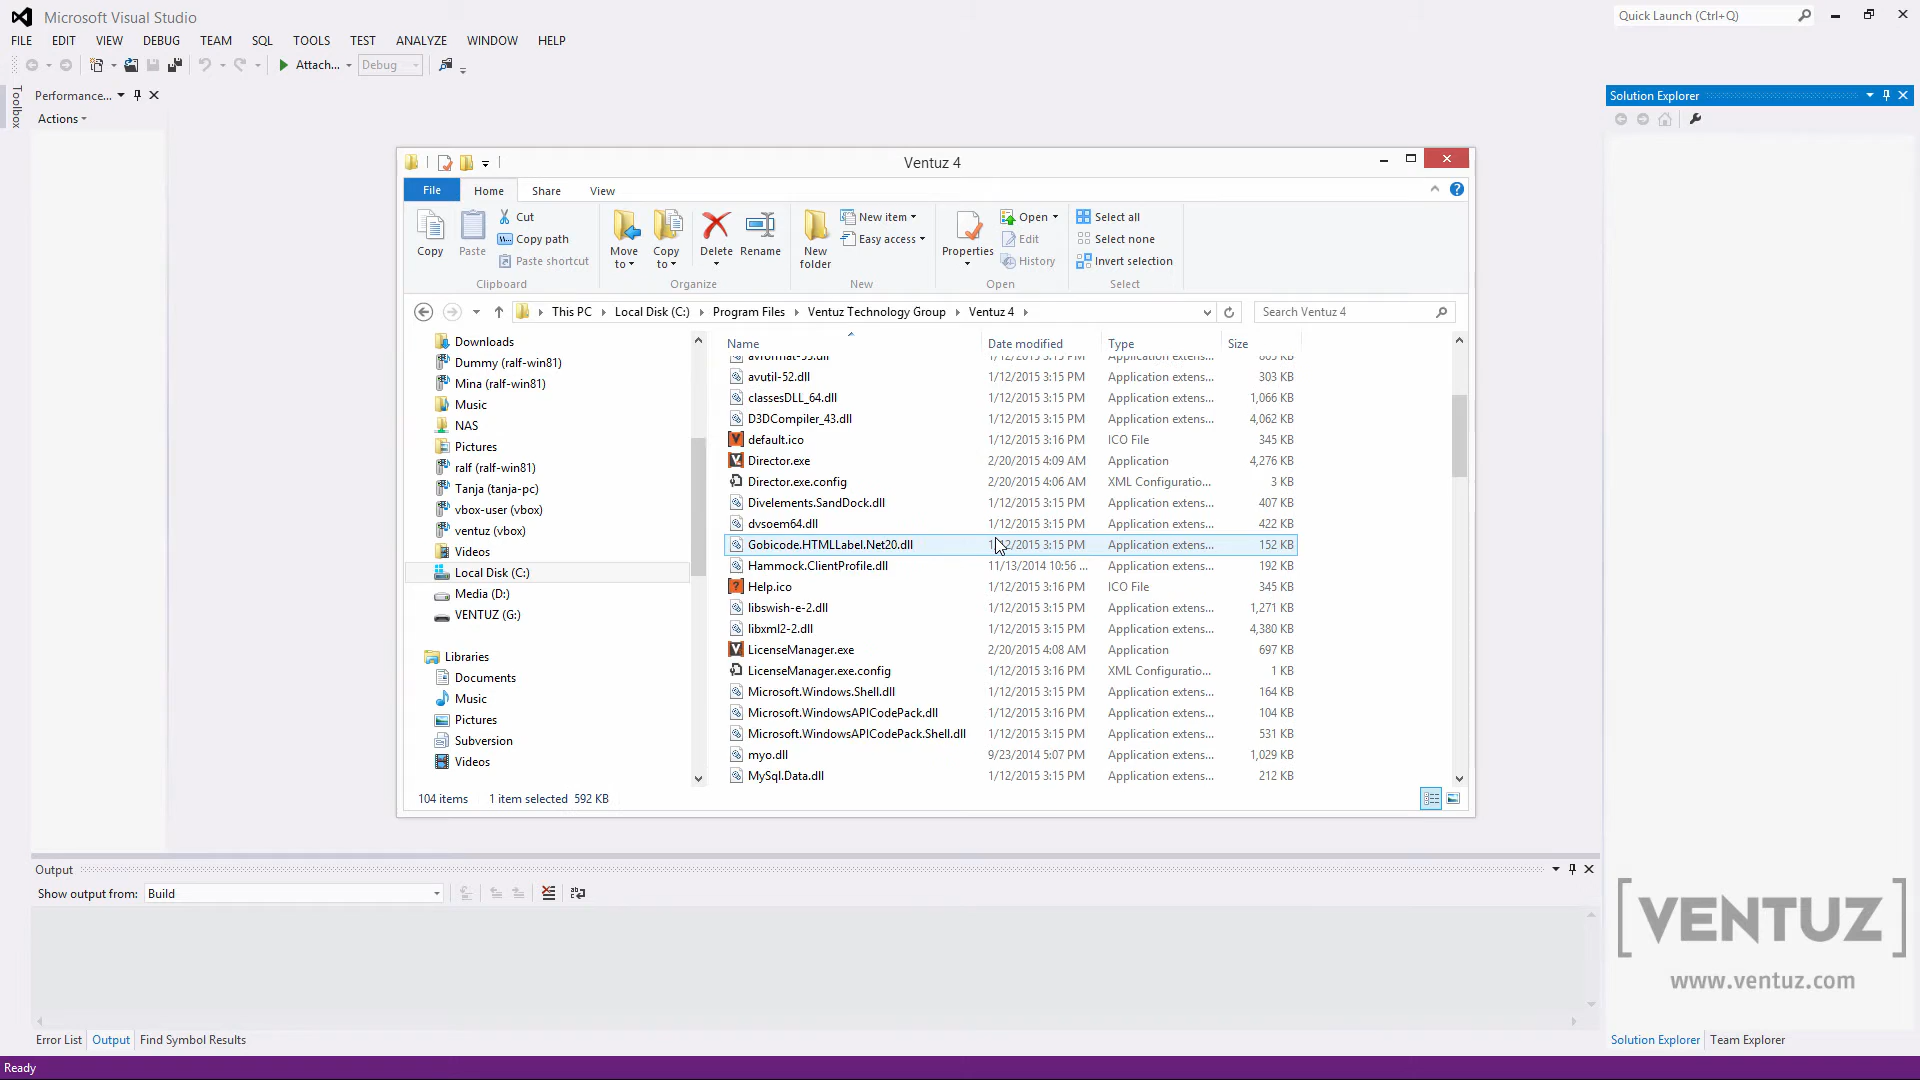 Microsoft Visual Studio
Quick Launch (Ctrl+Q)
FILE EDIT VIEW DEBUG TEAM SQL TOOLS TEST ANALYZE WINDOW HELP
Attach... Debug
Toolbox
Performance...
Actions
Solution Explorer
Ventuz 4
File Home Share View
Copy
Paste
Cut
Copy path
Paste shortcut
Clipboard
Move to
Copy to
Delete
Rename
Organize
New folder
New item
Easy access
New
Properties
Open
Edit
History
Open
Select all
Select none
Invert selection
Select
This PC Local Disk (C:) Program Files Ventuz Technology Group Ventuz 4
Search Ventuz 4
Downloads
Dummy (ralf-win81)
Mina (ralf-win81)
Music
NAS
Pictures
ralf (ralf-win81)
Tanja (tanja-pc)
vbox-user (vbox)
ventuz (vbox)
Videos
Local Disk (C:)
Media (D:)
VENTUZ (G:)
Libraries
Documents
Music
Pictures
Subversion
Videos
Name Date modified Type Size
avutil-52.dll 1/12/2015 3:15 PM Application extens... 303 KB
classesDLL_64.dll 1/12/2015 3:15 PM Application extens... 1,066 KB
D3DCompiler_43.dll 1/12/2015 3:15 PM Application extens... 4,062 KB
default.ico 1/12/2015 3:16 PM ICO File 345 KB
Director.exe 2/20/2015 4:09 AM Application 4,276 KB
Director.exe.config 2/20/2015 4:06 AM XML Configuratio... 3 KB
Divelements.SandDock.dll 1/12/2015 3:15 PM Application extens... 407 KB
dvsoem64.dll 1/12/2015 3:15 PM Application extens... 422 KB
Gobicode.HTMLLabel.Net20.dll 3:15 PM Application extens... 152 KB
Hammock.ClientProfile.dll 11/13/2014 10:56 ... Application extens... 192 KB
Help.ico 1/12/2015 3:16 PM ICO File 345 KB
libswish-e-2.dll 1/12/2015 3:15 PM Application extens... 1,271 KB
libxml2-2.dll 1/12/2015 3:15 PM Application extens... 4,380 KB
LicenseManager.exe 2/20/2015 4:08 AM Application 697 KB
LicenseManager.exe.config 1/12/2015 3:16 PM XML Configuratio... 1 KB
Microsoft.Windows.Shell.dll 1/12/2015 3:15 PM Application extens... 164 KB
Microsoft.WindowsAPICodePack.dll 1/12/2015 3:16 PM Application extens... 104 KB
Microsoft.WindowsAPICodePack.Shell.dll 1/12/2015 3:15 PM Application extens... 531 KB
myo.dll 9/23/2014 5:07 PM Application extens... 1,029 KB
MySql.Data.dll 1/12/2015 3:15 PM Application extens... 212 KB
104 items 1 item selected 592 KB
Output
Show output from: Build
Error List Output Find Symbol Results
[VENTUZ]
www.ventuz.com
Solution Explorer Team Explorer
Ready